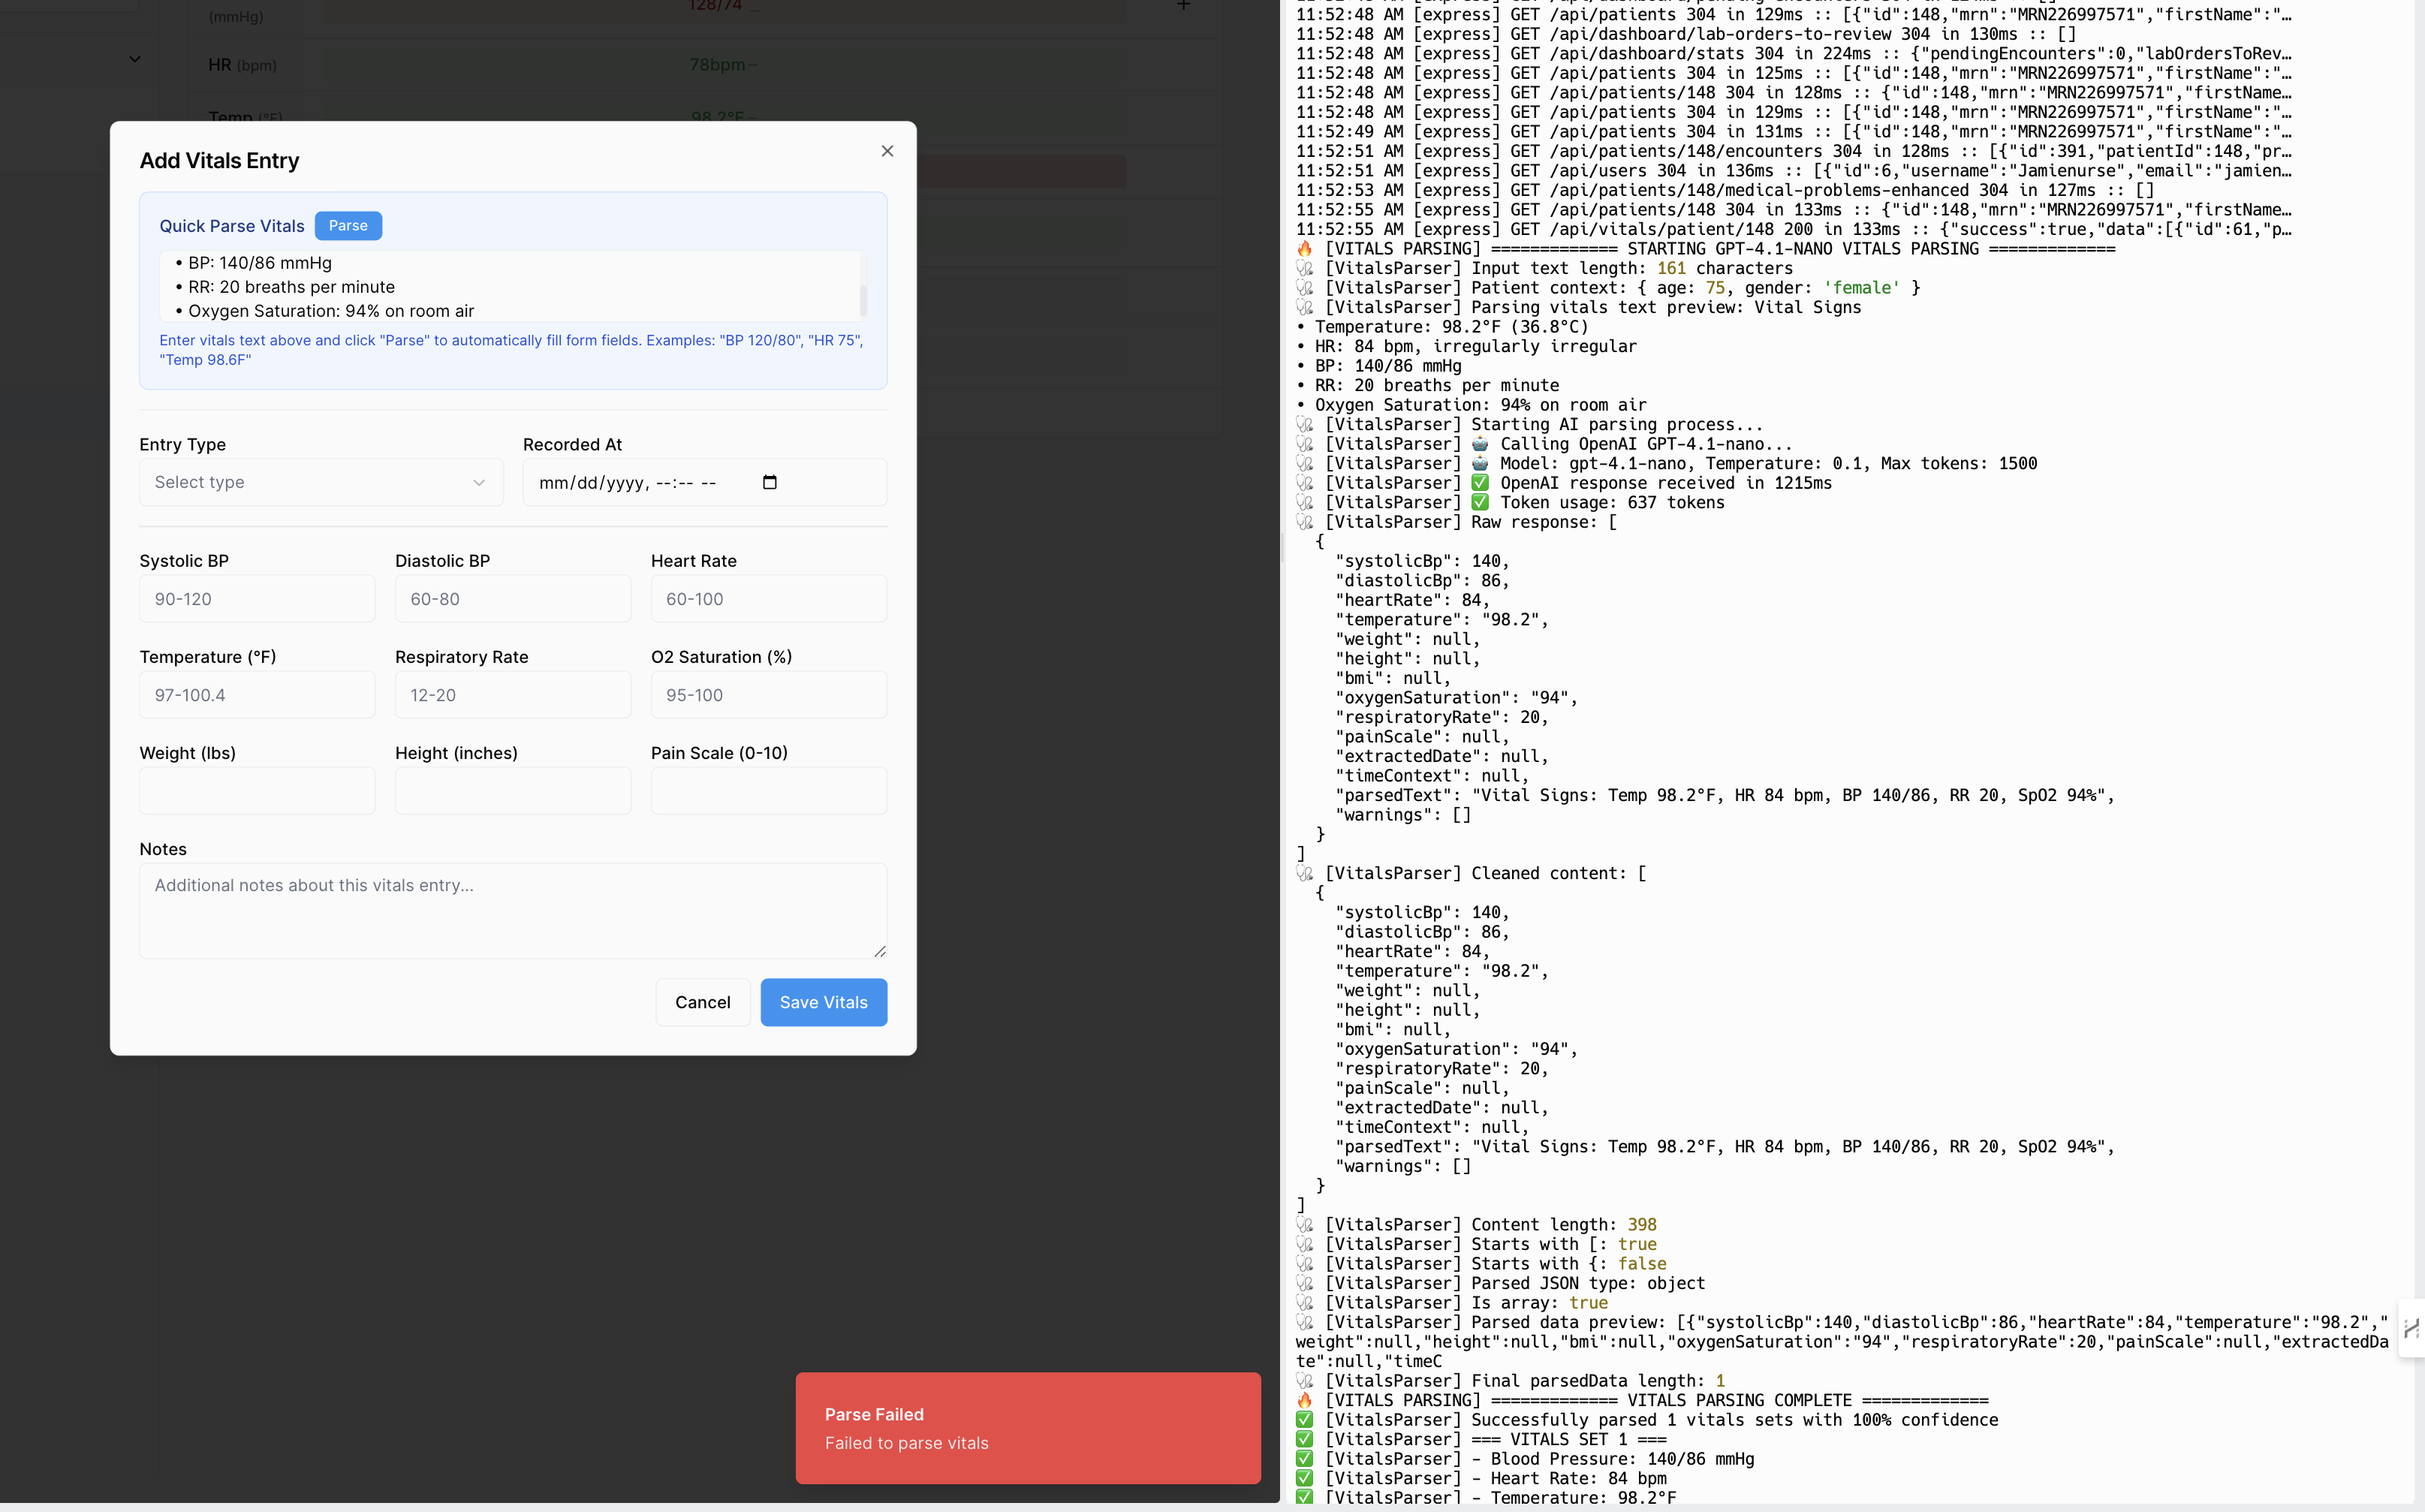 128/74 _
(mmHg)
+
HR (bpm)
78bpm –
Temp (°F)
98.2°F –
Add Vitals Entry
Quick Parse Vitals
Parse
• BP: 140/86 mmHg
• RR: 20 breaths per minute
• Oxygen Saturation: 94% on room air
Enter vitals text above and click "Parse" to automatically fill form fields. Examples: "BP 120/80", "HR 75",
"Temp 98.6F"
Entry Type
Recorded At
Select type
mm/dd/yyyy, --:-- --
Systolic BP
Diastolic BP
Heart Rate
90-120
60-80
60-100
Temperature (°F)
Respiratory Rate
O2 Saturation (%)
97-100.4
12-20
95-100
Weight (lbs)
Height (inches)
Pain Scale (0-10)
Notes
Additional notes about this vitals entry...
Cancel
Save Vitals
Parse Failed
Failed to parse vitals
11:52:48 AM [express] GET /api/patients 304 in 129ms :: [{"id":148,"mrn":"MRN226997571","firstName":"…
11:52:48 AM [express] GET /api/dashboard/lab-orders-to-review 304 in 130ms :: []
11:52:48 AM [express] GET /api/dashboard/stats 304 in 224ms :: {"pendingEncounters":0,"labOrdersToRev…
11:52:48 AM [express] GET /api/patients 304 in 125ms :: [{"id":148,"mrn":"MRN226997571","firstName":"…
11:52:48 AM [express] GET /api/patients/148 304 in 128ms :: {"id":148,"mrn":"MRN226997571","firstName…
11:52:48 AM [express] GET /api/patients 304 in 129ms :: [{"id":148,"mrn":"MRN226997571","firstName":"…
11:52:49 AM [express] GET /api/patients 304 in 131ms :: [{"id":148,"mrn":"MRN226997571","firstName":"…
11:52:51 AM [express] GET /api/patients/148/encounters 304 in 128ms :: [{"id":391,"patientId":148,"pr…
11:52:51 AM [express] GET /api/users 304 in 136ms :: [{"id":6,"username":"Jamienurse","email":"jamien…
11:52:53 AM [express] GET /api/patients/148/medical-problems-enhanced 304 in 127ms :: []
11:52:55 AM [express] GET /api/patients/148 304 in 133ms :: {"id":148,"mrn":"MRN226997571","firstName…
11:52:55 AM [express] GET /api/vitals/patient/148 200 in 133ms :: {"success":true,"data":[{"id":61,"p…
🔥 [VITALS PARSING] ============= STARTING GPT-4.1-NANO VITALS PARSING =============
🩺 [VitalsParser] Input text length: 161 characters
🩺 [VitalsParser] Patient context: { age: 75, gender: 'female' }
🩺 [VitalsParser] Parsing vitals text preview: Vital Signs
• Temperature: 98.2°F (36.8°C)
• HR: 84 bpm, irregularly irregular
• BP: 140/86 mmHg
• RR: 20 breaths per minute
• Oxygen Saturation: 94% on room air
🩺 [VitalsParser] Starting AI parsing process...
🩺 [VitalsParser] 🤖 Calling OpenAI GPT-4.1-nano...
🩺 [VitalsParser] 🤖 Model: gpt-4.1-nano, Temperature: 0.1, Max tokens: 1500
🩺 [VitalsParser] ✅ OpenAI response received in 1215ms
🩺 [VitalsParser] ✅ Token usage: 637 tokens
🩺 [VitalsParser] Raw response: [
{
"systolicBp": 140,
"diastolicBp": 86,
"heartRate": 84,
"temperature": "98.2",
"weight": null,
"height": null,
"bmi": null,
"oxygenSaturation": "94",
"respiratoryRate": 20,
"painScale": null,
"extractedDate": null,
"timeContext": null,
"parsedText": "Vital Signs: Temp 98.2°F, HR 84 bpm, BP 140/86, RR 20, SpO2 94%",
"warnings": []
}
]
🩺 [VitalsParser] Cleaned content: [
{
"systolicBp": 140,
"diastolicBp": 86,
"heartRate": 84,
"temperature": "98.2",
"weight": null,
"height": null,
"bmi": null,
"oxygenSaturation": "94",
"respiratoryRate": 20,
"painScale": null,
"extractedDate": null,
"timeContext": null,
"parsedText": "Vital Signs: Temp 98.2°F, HR 84 bpm, BP 140/86, RR 20, SpO2 94%",
"warnings": []
}
]
🩺 [VitalsParser] Content length: 398
🩺 [VitalsParser] Starts with [: true
🩺 [VitalsParser] Starts with {: false
🩺 [VitalsParser] Parsed JSON type: object
🩺 [VitalsParser] Is array: true
🩺 [VitalsParser] Parsed data preview: [{"systolicBp":140,"diastolicBp":86,"heartRate":84,"temperature":"98.2","
weight":null,"height":null,"bmi":null,"oxygenSaturation":"94","respiratoryRate":20,"painScale":null,"extractedDa
te":null,"timeC
🩺 [VitalsParser] Final parsedData length: 1
🔥 [VITALS PARSING] ============= VITALS PARSING COMPLETE =============
✅ [VitalsParser] Successfully parsed 1 vitals sets with 100% confidence
✅ [VitalsParser] === VITALS SET 1 ===
✅ [VitalsParser] - Blood Pressure: 140/86 mmHg
✅ [VitalsParser] - Heart Rate: 84 bpm
✅ [VitalsParser] - Temperature: 98.2°F